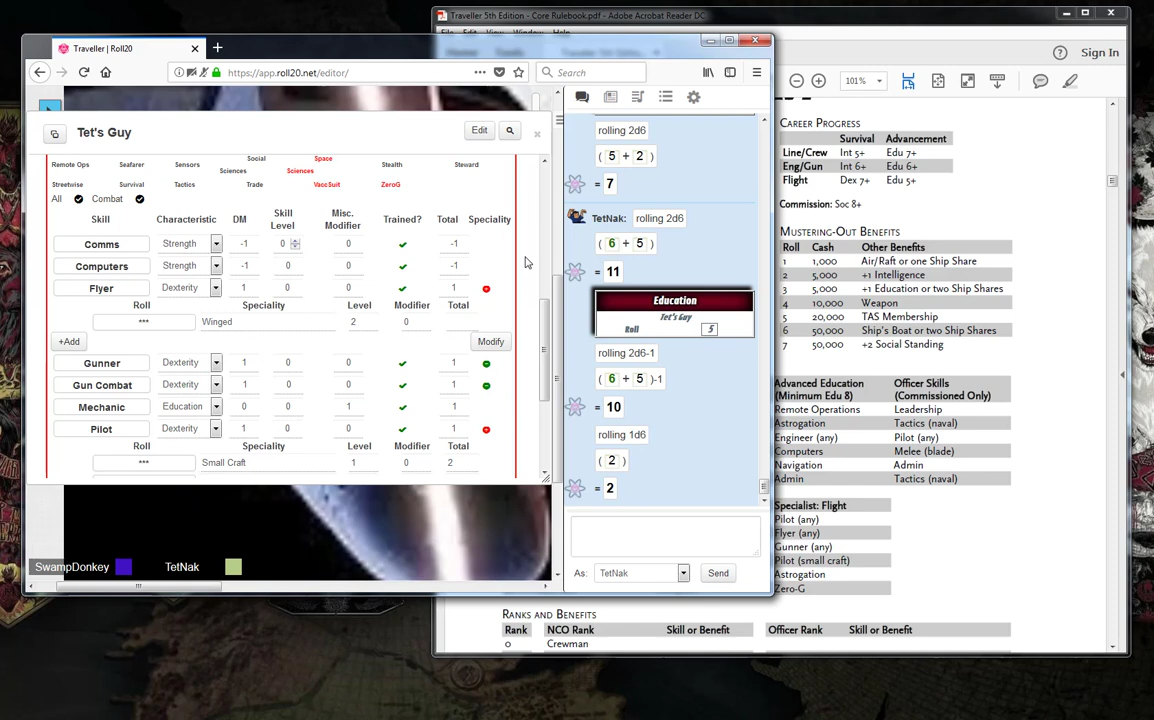 Traveller 5th Edition - Core Rulebook.pdf - Adobe Acrobat Reader DC
Traveller | Roll20
https://app.roll20.net/editor/
Search
Sign In
101%
Tet's Guy
Edit
Remote Ops Seafarer Sensors Social Sciences Space Sciences Stealth Steward
Streetwise Survival Tactics Trade VaccSuit ZeroG
All Combat
Skill Characteristic DM Skill Level Misc. Modifier Trained? Total Speciality
Comms Strength -1 0 0 -1
Computers Strength -1 0 0 -1
Flyer Dexterity 1 0 0 1
Roll Speciality Level Modifier Total
*** Winged 2 0
+Add Modify
Gunner Dexterity 1 0 0 1
Gun Combat Dexterity 1 0 0 1
Mechanic Education 0 0 1 1
Pilot Dexterity 1 0 0 1
Roll Speciality Level Modifier Total
*** Small Craft 1 0 2
SwampDonkey TetNak
rolling 2d6
( 5 + 2 )
= 7
TetNak: rolling 2d6
( 6 + 5 )
= 11
Education
Tet's Guy
Roll 5
rolling 2d6-1
( 6 + 5 )-1
= 10
rolling 1d6
( 2 )
= 2
As: TetNak Send
Career Progress
Survival Advancement
Line/Crew Int 5+ Edu 7+
Eng/Gun Int 6+ Edu 6+
Flight Dex 7+ Edu 5+
Commission: Soc 8+
Mustering-Out Benefits
Roll Cash Other Benefits
1 1,000 Air/Raft or one Ship Share
2 5,000 +1 Intelligence
3 5,000 +1 Education or two Ship Shares
4 10,000 Weapon
5 20,000 TAS Membership
6 50,000 Ship's Boat or two Ship Shares
7 50,000 +2 Social Standing
Advanced Education (Minimum Edu 8) Officer Skills (Commissioned Only)
Remote Operations Leadership
Astrogation Tactics (naval)
Engineer (any) Pilot (any)
Computers Melee (blade)
Navigation Admin
Admin Tactics (naval)
Specialist: Flight
Pilot (any)
Flyer (any)
Gunner (any)
Pilot (small craft)
Astrogation
Zero-G
Ranks and Benefits
Rank NCO Rank Skill or Benefit Officer Rank Skill or Benefit
0 Crewman